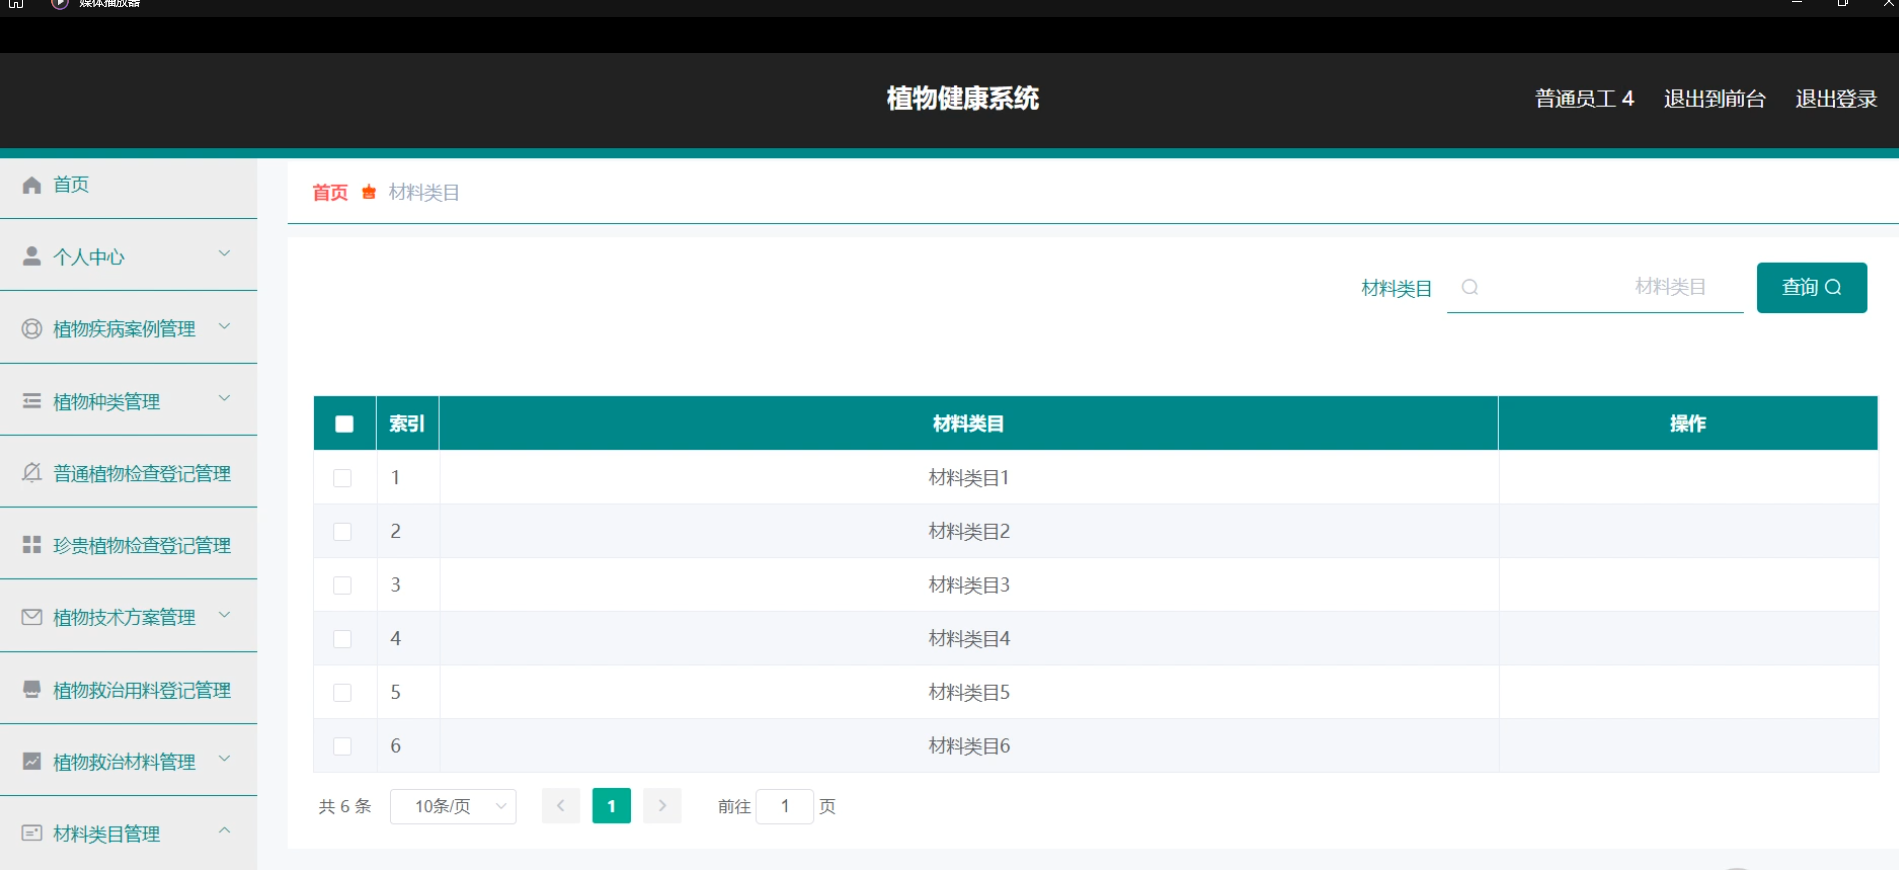 媒体播放器
植物健康系统
普通员工 4 退出到前台 退出登录
首页
个人中心
植物疾病案例管理
植物种类管理
普通植物检查登记管理
珍贵植物检查登记管理
植物技术方案管理
植物救治用料登记管理
植物救治材料管理
材料类目管理
首页 材料类目
材料类目 材料类目 查询
索引 材料类目 操作
1 材料类目1
2 材料类目2
3 材料类目3
4 材料类目4
5 材料类目5
6 材料类目6
共 6 条 10条/页 1 前往 1 页